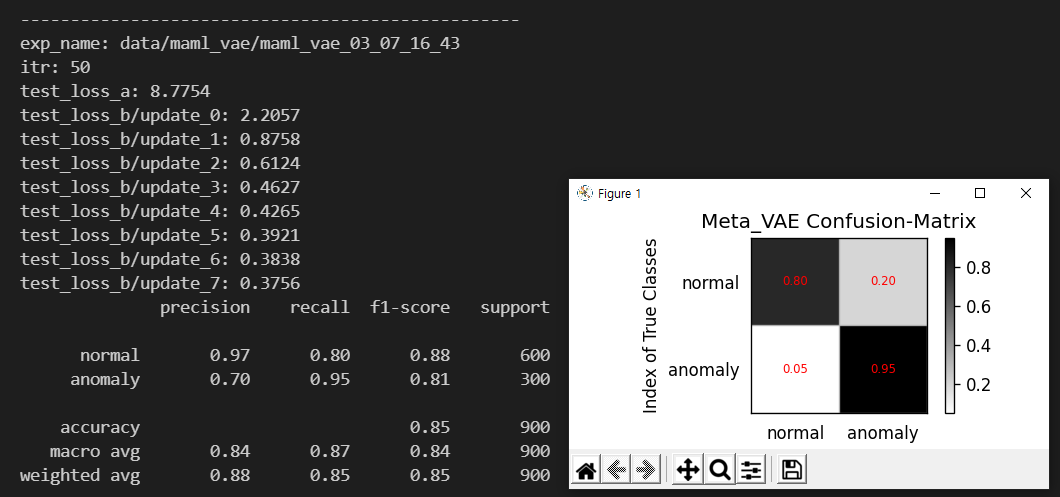 --------------------------------------------------
exp_name: data/maml_vae/maml_vae_03_07_16_43
itr: 50
test_loss_a: 8.7754
test_loss_b/update_0: 2.2057
test_loss_b/update_1: 0.8758
test_loss_b/update_2: 0.6124
test_loss_b/update_3: 0.4627
test_loss_b/update_4: 0.4265
test_loss_b/update_5: 0.3921
test_loss_b/update_6: 0.3838
test_loss_b/update_7: 0.3756
precision recall f1-score support
normal 0.97 0.80 0.88 600
anomaly 0.70 0.95 0.81 300
accuracy 0.85 900
macro avg 0.84 0.87 0.84 900
weighted avg 0.88 0.85 0.85 900
Figure 1
Meta_VAE Confusion-Matrix
Index of True Classes
normal 0.80 0.20
anomaly 0.05 0.95
normal anomaly
0.8
0.6
0.4
0.2